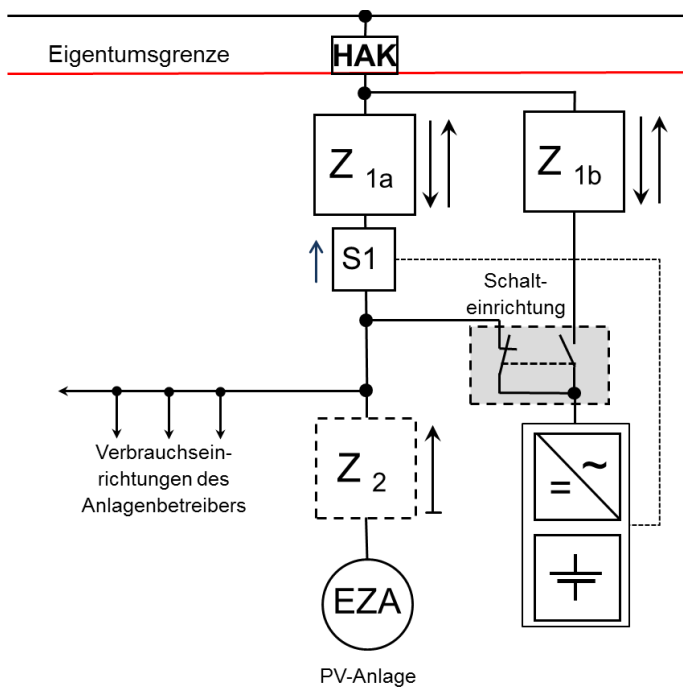 Eigentumsgrenze
HAK
Z 1a
Z 1b
S1
Schalt-
einrichtung
Verbrauchsein-
richtungen des
Anlagenbetreibers
Z 2
= ~
EZA
PV-Anlage